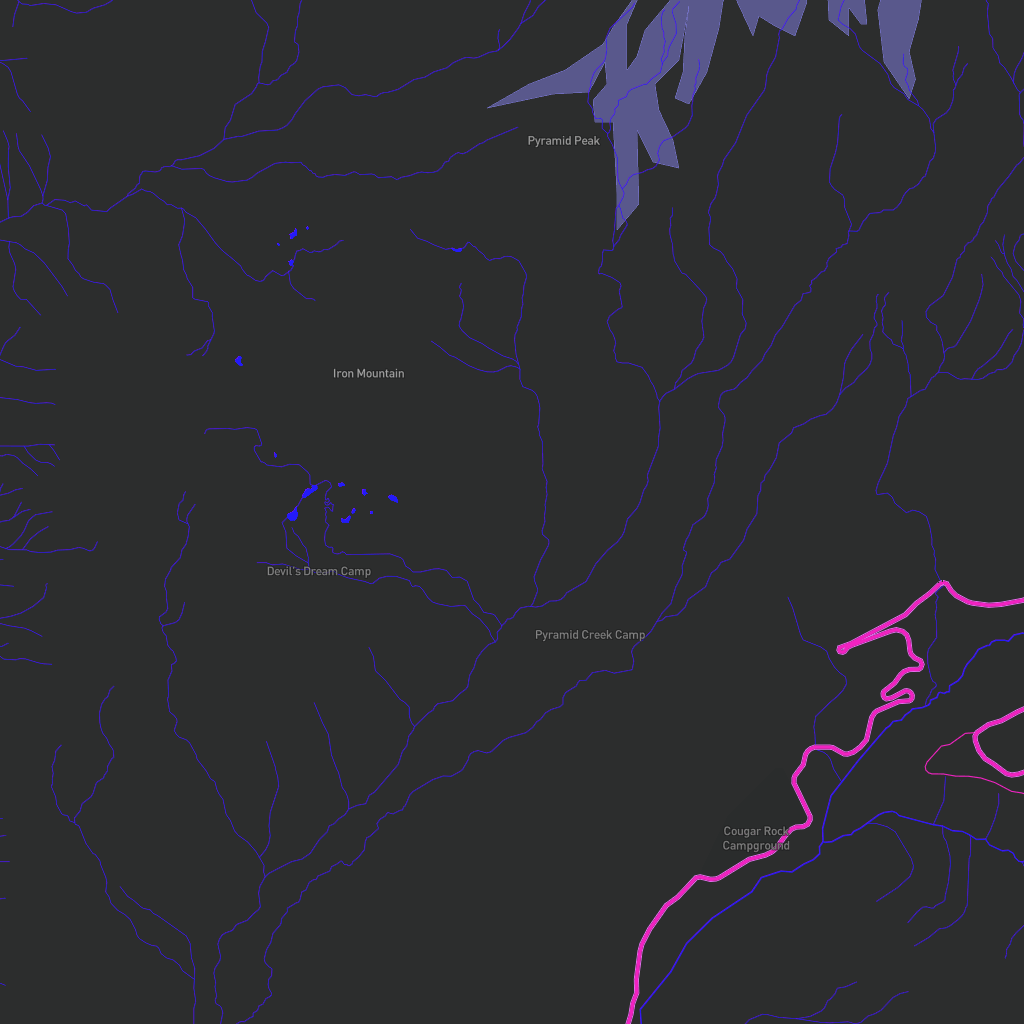 Pyramid Peak
Iron Mountain
Devil's Dream Camp
Pyramid Creek Camp
Cougar Rock
Campground